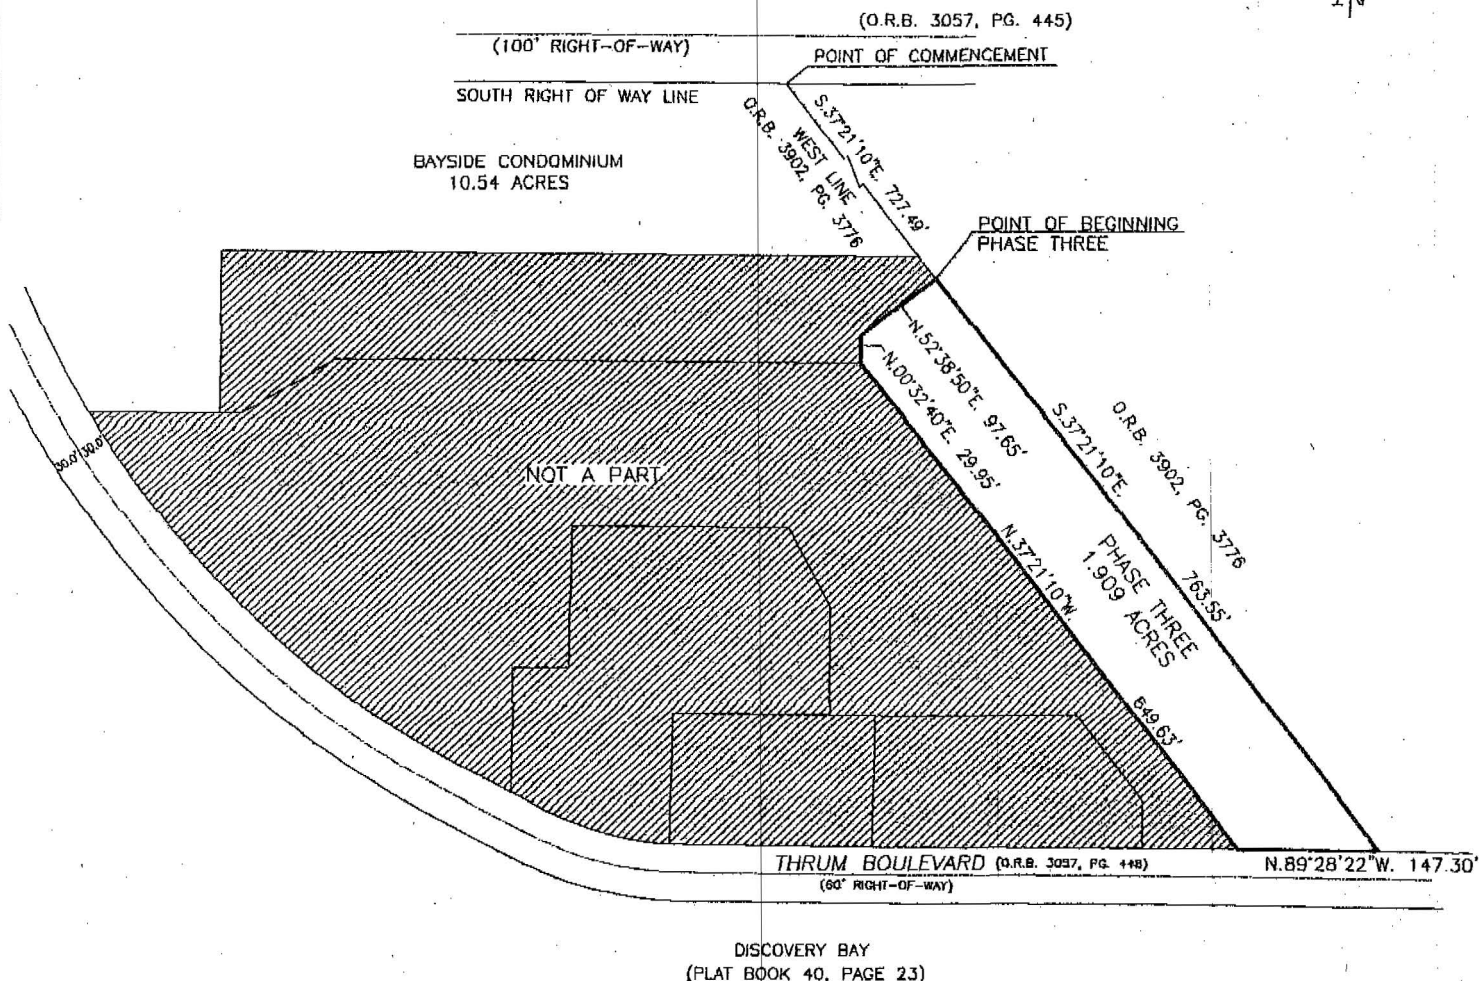 (O.R.B. 3057, PG. 445)
(100' RIGHT-OF-WAY)
POINT OF COMMENCEMENT
SOUTH RIGHT OF WAY LINE
S.37°21'10"E. 727.49'
WEST LINE
O.R.B. 3902, PG. 3776
BAYSIDE CONDOMINIUM
10.54 ACRES
POINT OF BEGINNING
PHASE THREE
N.52°38'50"E. 97.65'
N.00°32'40"E. 29.95'
S.37°21'10"E. 763.55'
O.R.B. 3902, PG. 3776
30.0' 30.0'
NOT A PART
N.37°21'10"W. 649.63'
PHASE THREE
1.909 ACRES
THRUM BOULEVARD (O.R.B. 3057, PG. 448)
(60' RIGHT-OF-WAY)
N.89°28'22"W. 147.30'
DISCOVERY BAY
(PLAT BOOK 40, PAGE 23)